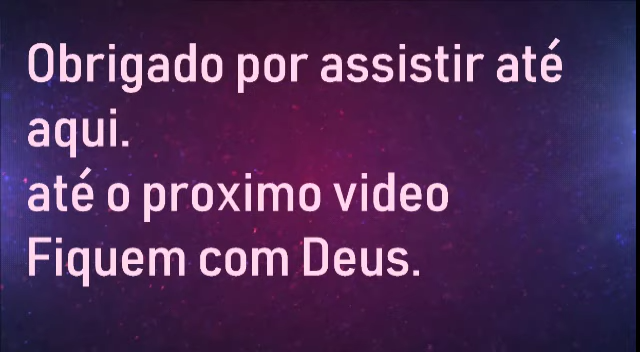 Obrigado por assistir até
aqui.
até o proximo video
Fiquem com Deus.